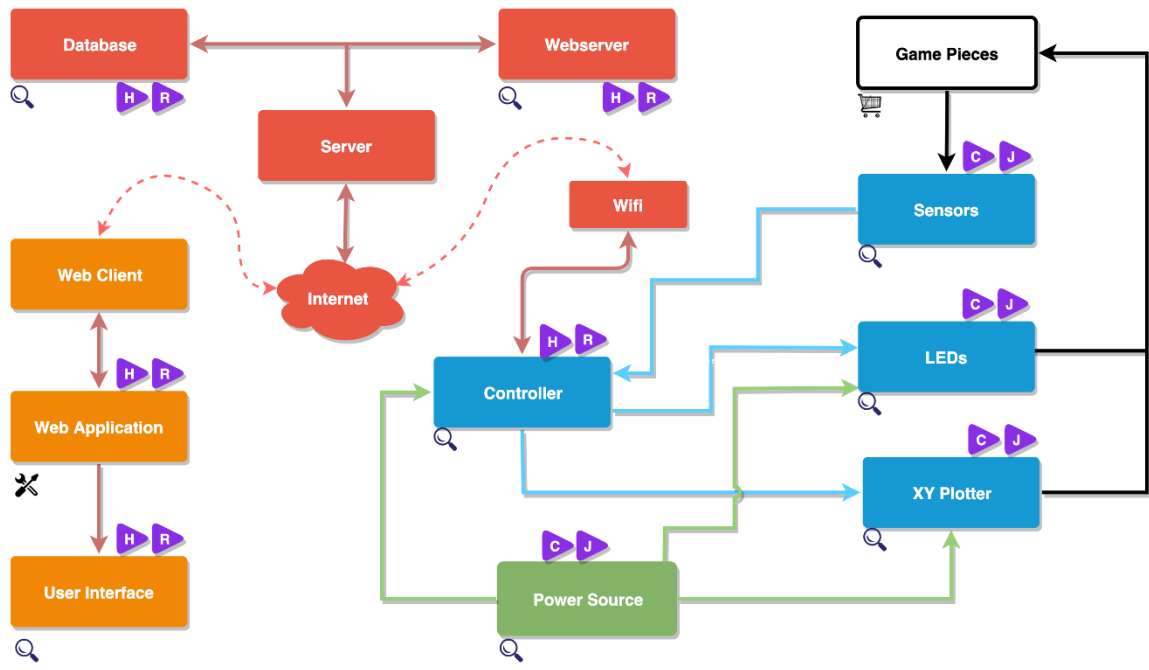 Database
H R
Webserver
H R
Game Pieces
Server
C J
Sensors
Wifi
Web Client
Internet
C J
LEDs
H R
Controller
H R
Web Application
C J
XY Plotter
H R
User Interface
C J
Power Source